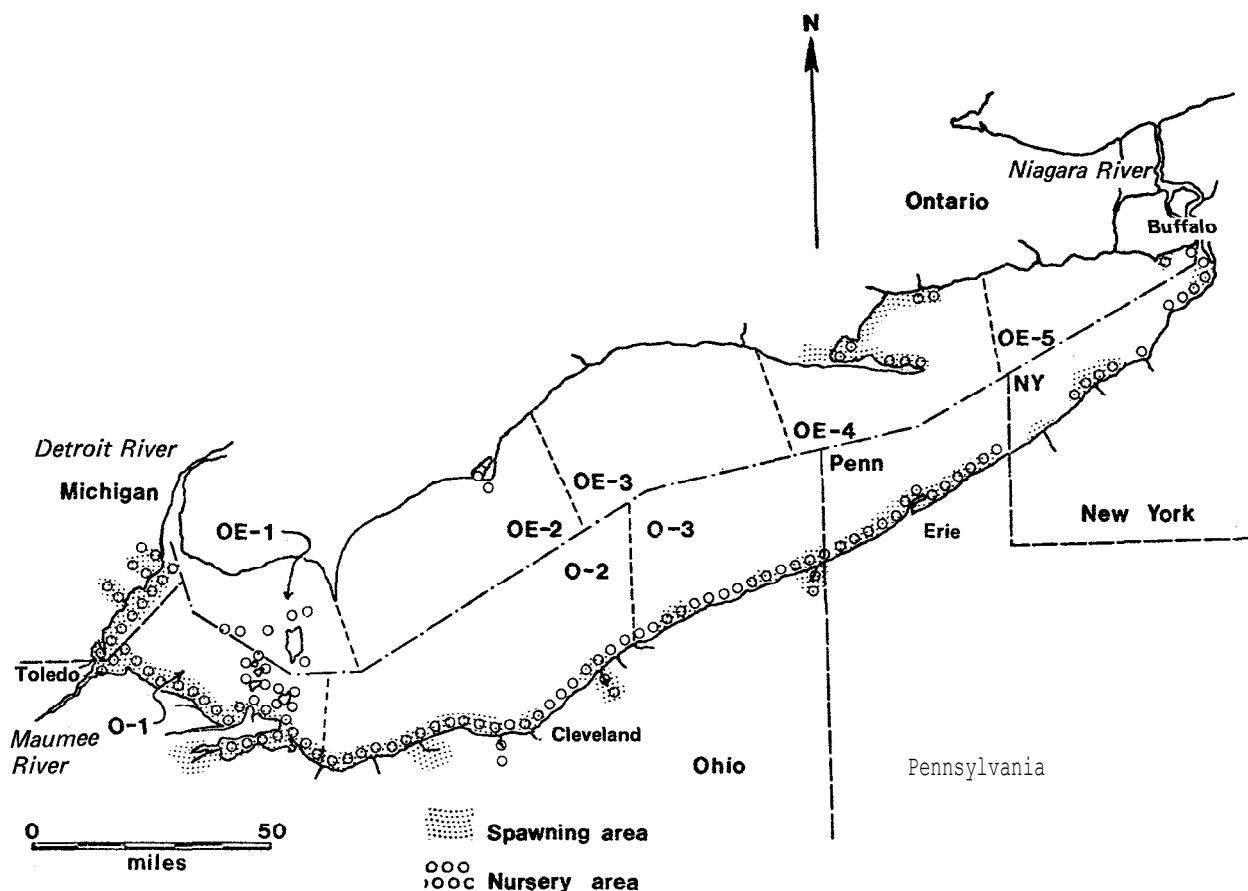 N
Niagara River
Ontario
Buffalo
OE-5
NY
OE-4
Penn
Detroit River
Michigan
OE-3
OE-1
OE-2
O-3
New York
Erie
O-2
Toledo
O-1
Cleveland
Maumee
River
Ohio
Pennsylvania
0 50
miles
Spawning area
Nursery area